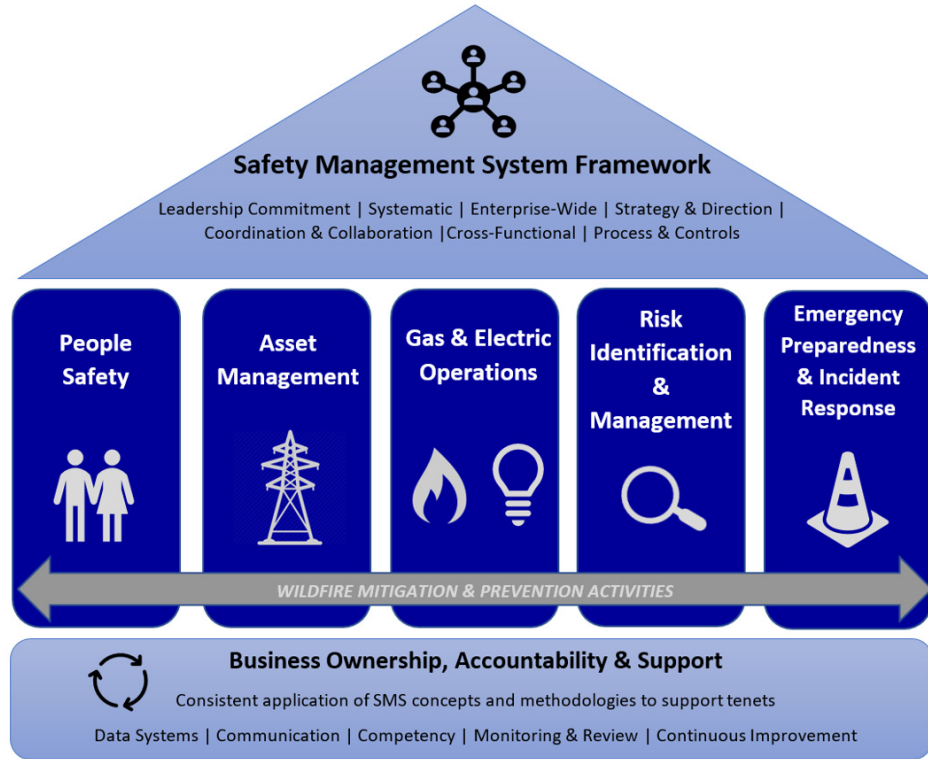 Safety Management System Framework
Leadership Commitment | Systematic | Enterprise-Wide | Strategy & Direction |
Coordination & Collaboration |Cross-Functional | Process & Controls
People
Safety
Asset
Management
Gas & Electric
Operations
Risk
Identification
&
Management
Emergency
Preparedness
& Incident
Response
WILDFIRE MITIGATION & PREVENTION ACTIVITIES
Business Ownership, Accountability & Support
Consistent application of SMS concepts and methodologies to support tenets
Data Systems | Communication | Competency | Monitoring & Review | Continuous Improvement